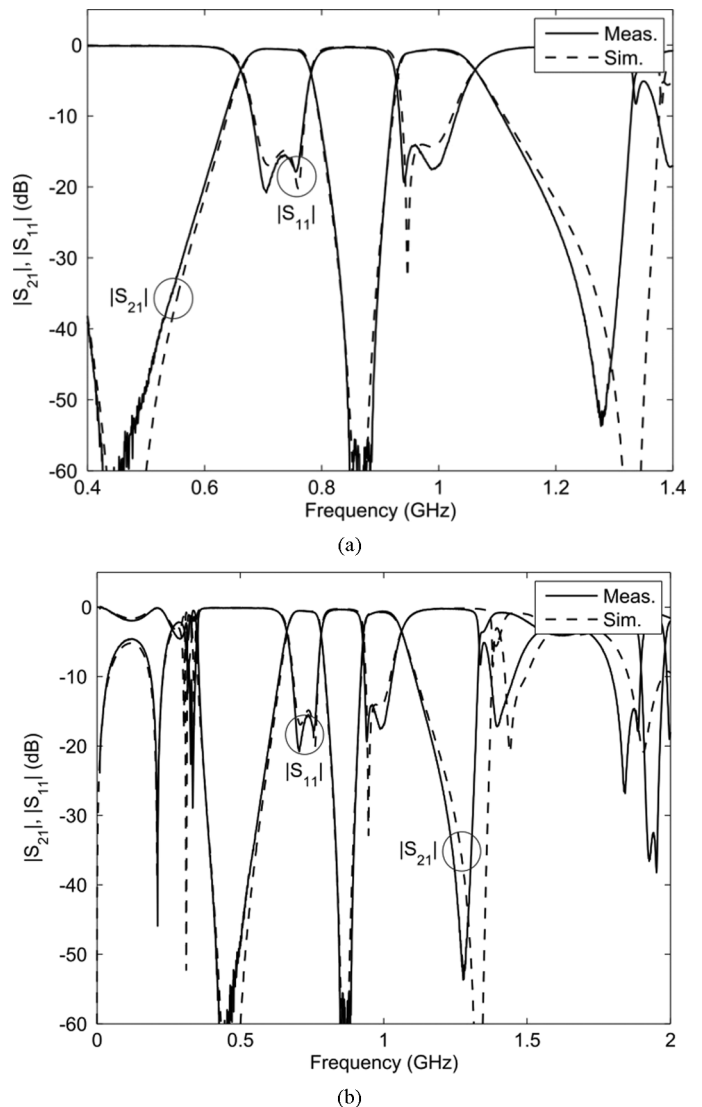 Meas.
Sim.
|S21|, |S11| (dB)
0
-10
-20
-30
-40
-50
-60
|S11|
|S21|
0.4
0.6
0.8
1
1.2
1.4
Frequency (GHz)
(a)
Meas.
Sim.
|S21|, |S11| (dB)
0
-10
-20
-30
-40
-50
-60
|S11|
|S21|
0
0.5
1
1.5
2
Frequency (GHz)
(b)